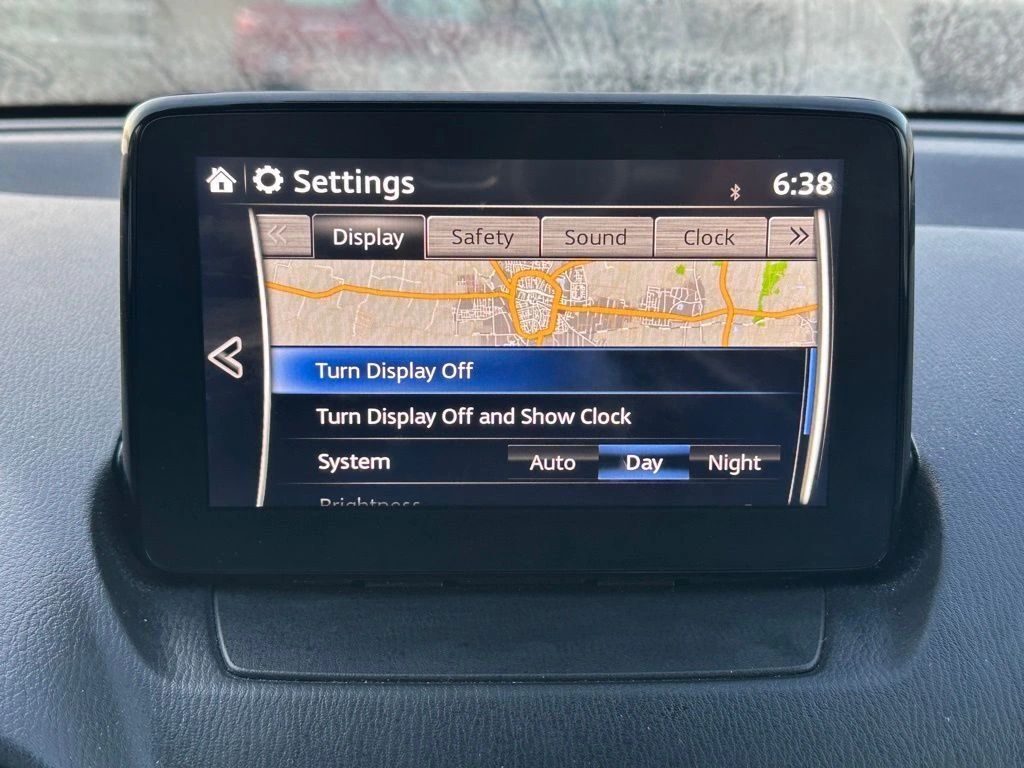 Settings 6:38
Display Safety Sound Clock
Turn Display Off
Turn Display Off and Show Clock
System Auto Day Night
Brightness